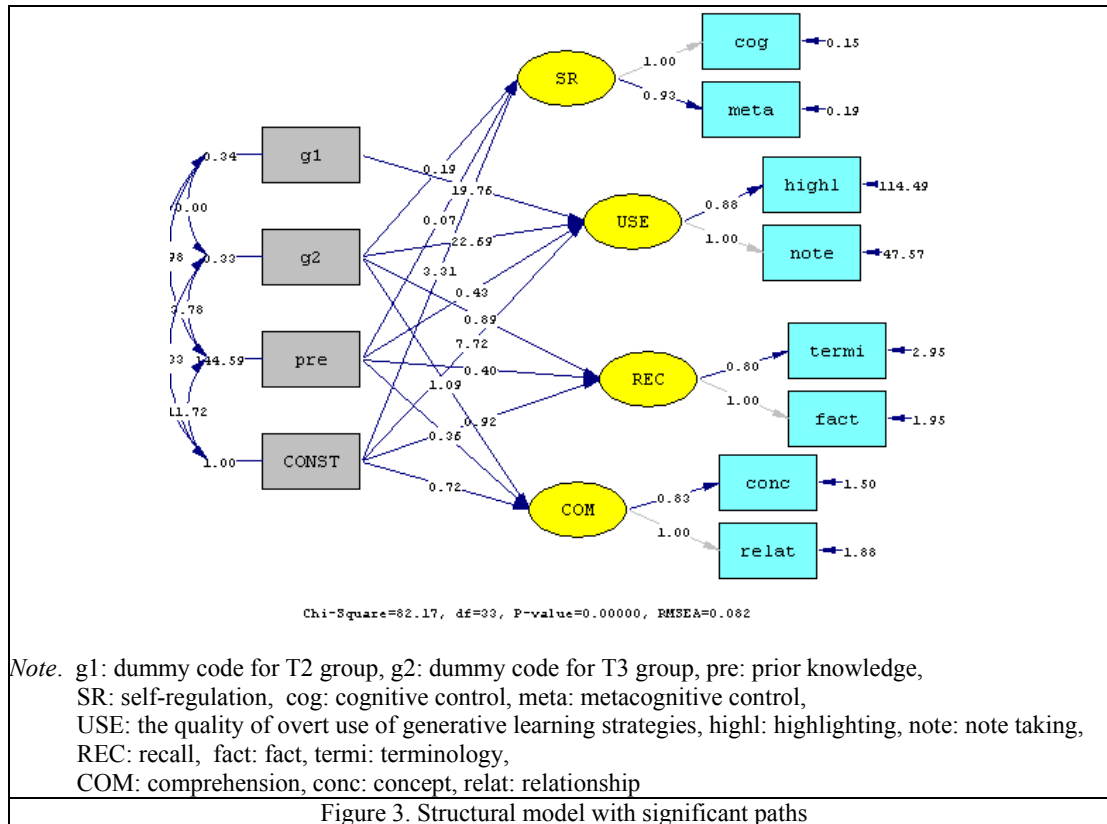 cog
0.15
1.00
SR
0.93
meta
0.19
0.34
g1
0.19
19.76
highl
114.49
0.88
0.00
0.07
USE
98
0.33
g2
22.59
1.00
note
47.57
3.31
0.43
3.78
0.89
termi
2.95
7.72
0.80
33
144.59
pre
0.40
REC
1.09
1.00
fact
1.95
11.72
0.92
0.36
1.00
CONST
conc
1.50
0.72
0.83
COM
1.00
relat
1.88
Chi-Square=82.17, df=33, P-value=0.00000, RMSEA=0.082
Note. g1: dummy code for T2 group, g2: dummy code for T3 group, pre: prior knowledge,
SR: self-regulation, cog: cognitive control, meta: metacognitive control,
USE: the quality of overt use of generative learning strategies, highl: highlighting, note: note taking,
REC: recall, fact: fact, termi: terminology,
COM: comprehension, conc: concept, relat: relationship
Figure 3. Structural model with significant paths